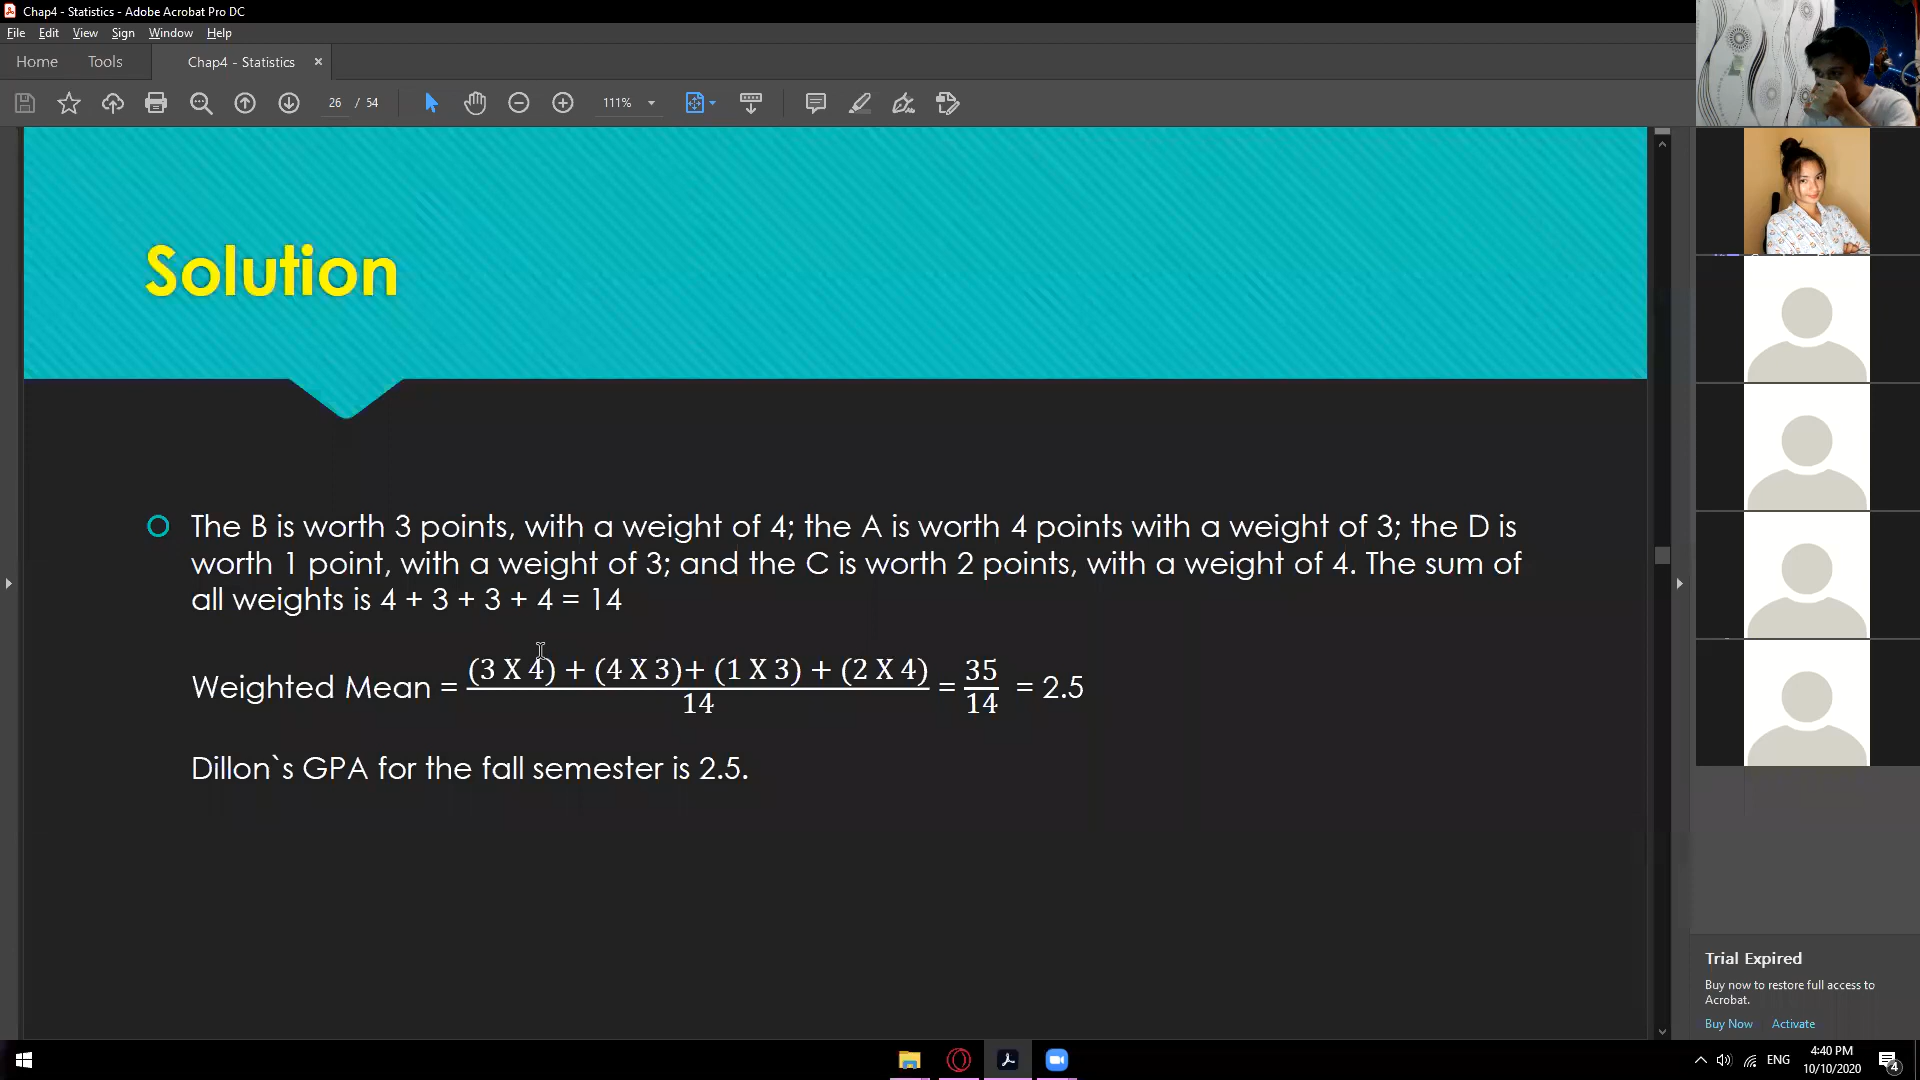 Chap4 - Statistics - Adobe Acrobat Pro DC
File Edit View Sign Window Help
Home Tools Chap4 - Statistics ×
26 / 54 111%
Solution
The B is worth 3 points, with a weight of 4; the A is worth 4 points with a weight of 3; the D is
worth 1 point, with a weight of 3; and the C is worth 2 points, with a weight of 4. The sum of
all weights is 4 + 3 + 3 + 4 = 14
Weighted Mean = (3 X 4) + (4 X 3)+ (1 X 3) + (2 X 4) / 14 = 35 / 14 = 2.5
Dillon`s GPA for the fall semester is 2.5.
Trial Expired
Buy now to restore full access to
Acrobat.
Buy Now Activate
ENG
4:40 PM
10/10/2020
4